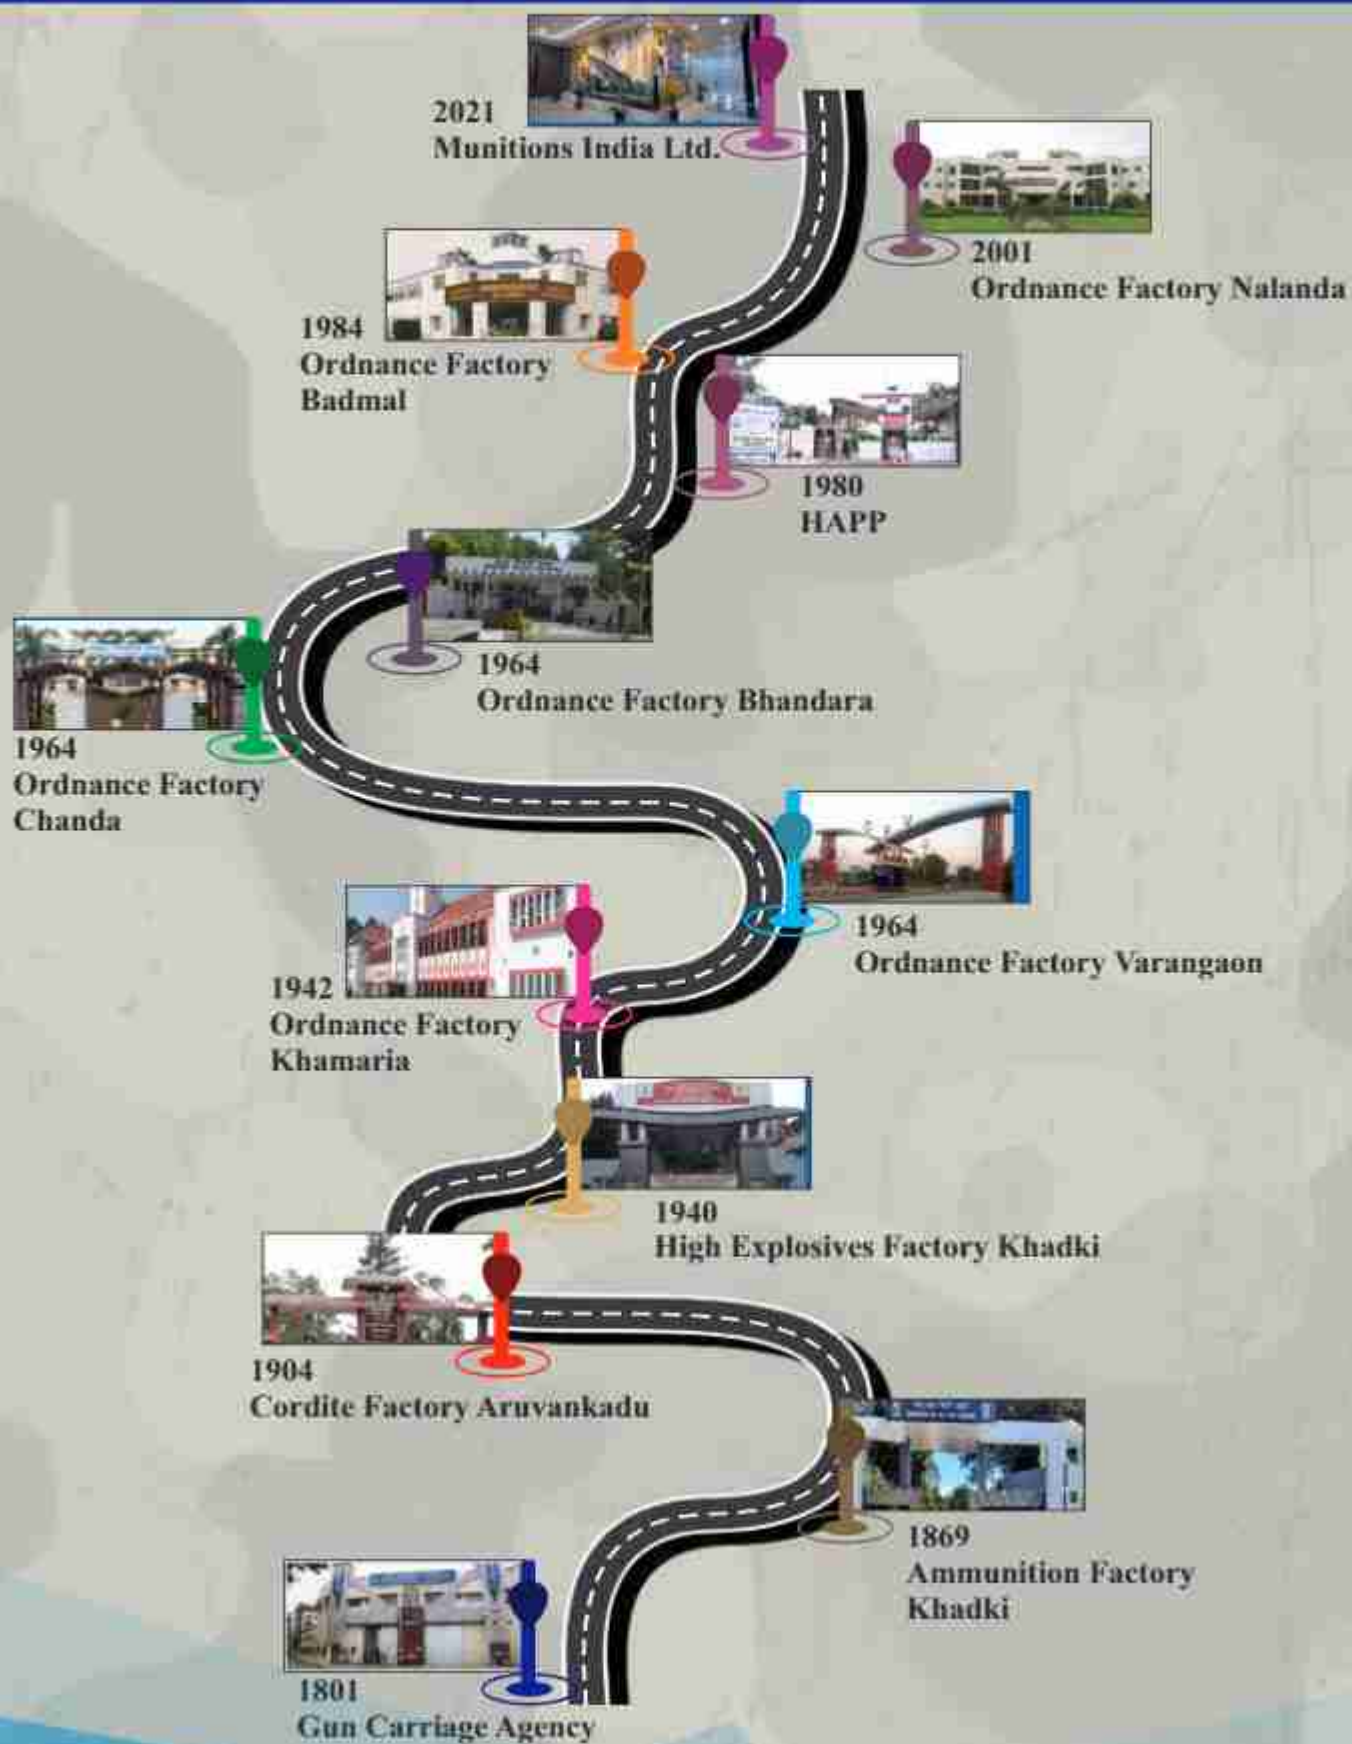 2021
Munitions India Ltd.
2001
Ordnance Factory Nalanda
1984
Ordnance Factory
Badmal
1980
HAPP
1964
Ordnance Factory Bhandara
1964
Ordnance Factory
Chanda
1964
Ordnance Factory Varangaon
1942
Ordnance Factory
Khamaria
1940
High Explosives Factory Khadki
1904
Cordite Factory Aruvankadu
1869
Ammunition Factory
Khadki
1801
Gun Carriage Agency